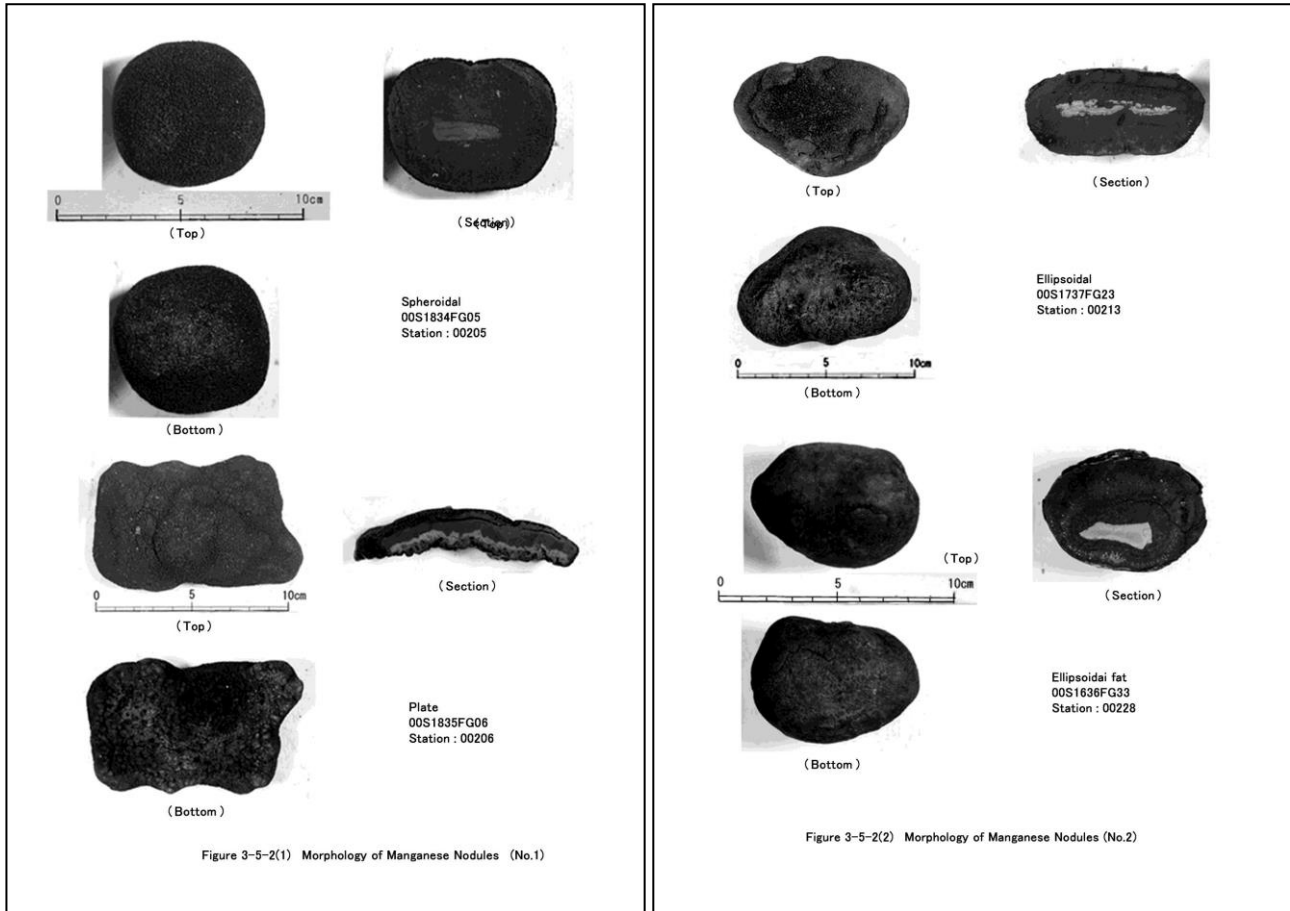 0 5 10cm
(Top)
(Section)
(Top)
Spheroidal
00S1834FG05
Station : 00205
(Bottom)
0 5 10cm
(Top)
(Section)
Plate
00S1835FG06
Station : 00206
(Bottom)
Figure 3-5-2(1) Morphology of Manganese Nodules (No.1)
(Top)
(Section)
Ellipsoidal
00S1737FG23
Station : 00213
0 5 10cm
(Bottom)
(Top)
0 5 10cm
(Section)
Ellipsoidai fat
00S1636FG33
Station : 00228
(Bottom)
Figure 3-5-2(2) Morphology of Manganese Nodules (No.2)